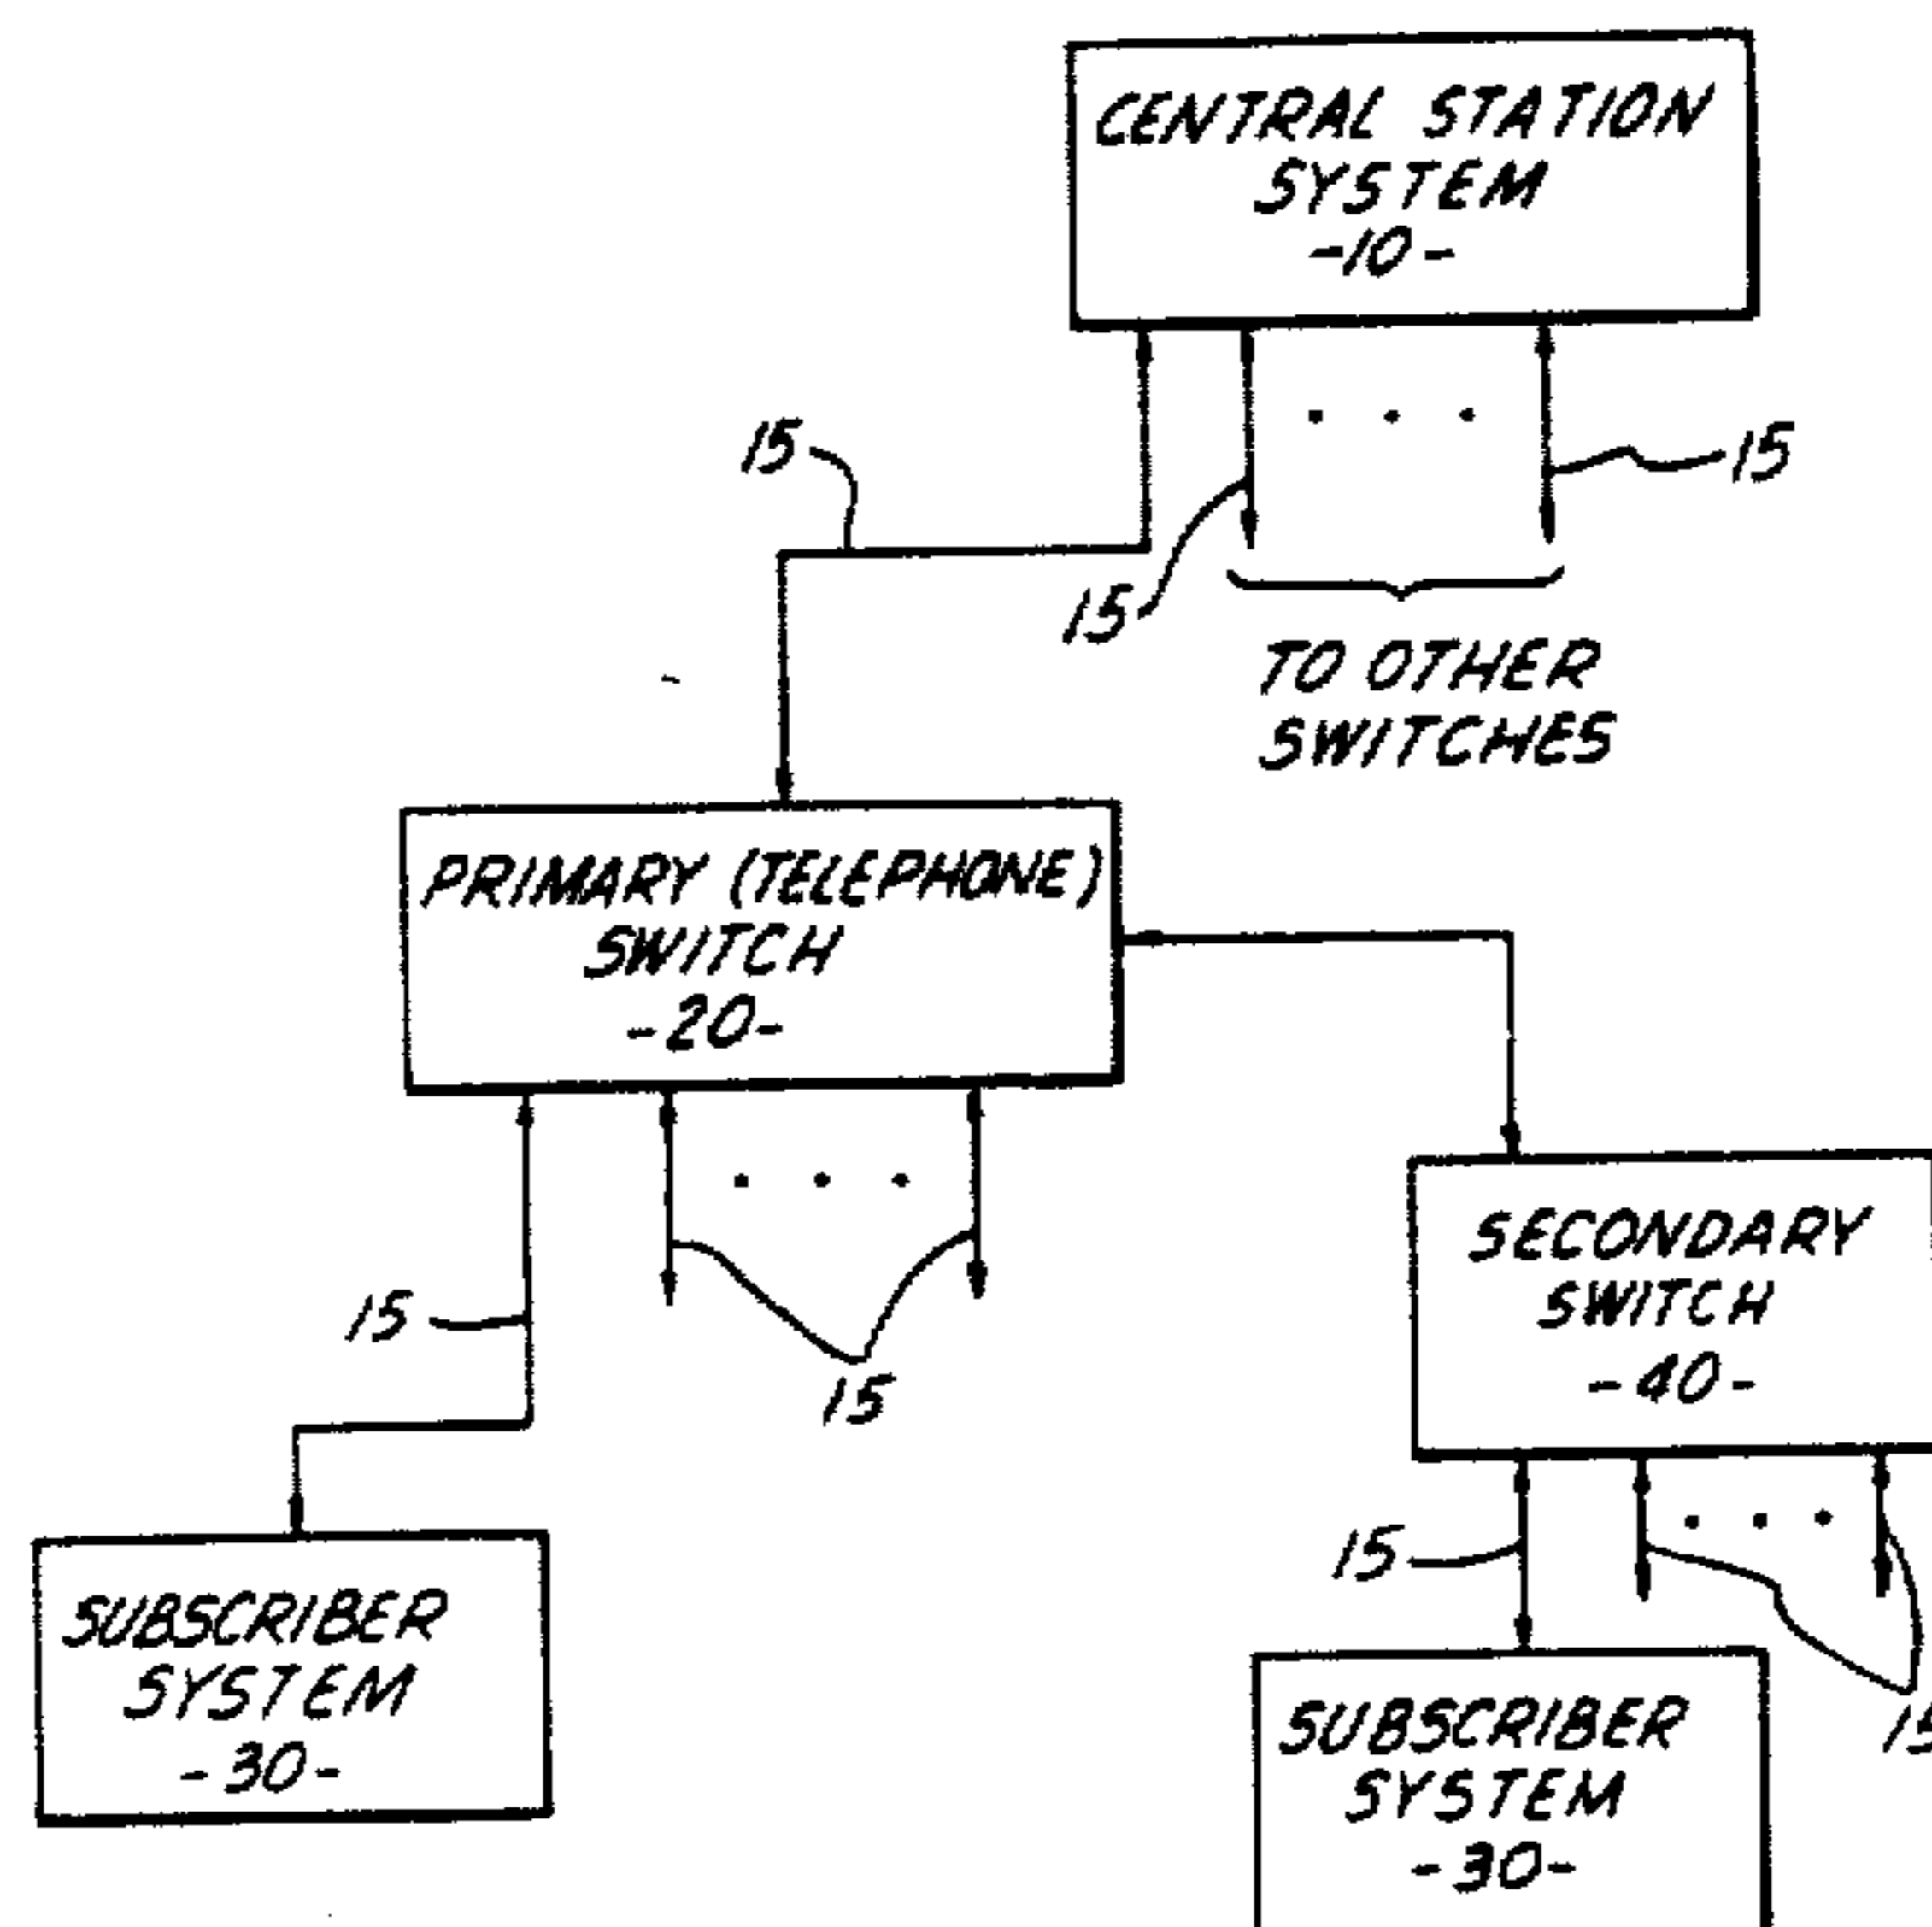 CENTRAL STATION
SYSTEM
-10-
15
15
15
TO OTHER
SWITCHES
PRIMARY (TELEPHONE)
SWITCH
-20-
SECONDARY
SWITCH
-40-
15
15
15
SUBSCRIBER
SYSTEM
-30-
SUBSCRIBER
SYSTEM
-30-
15